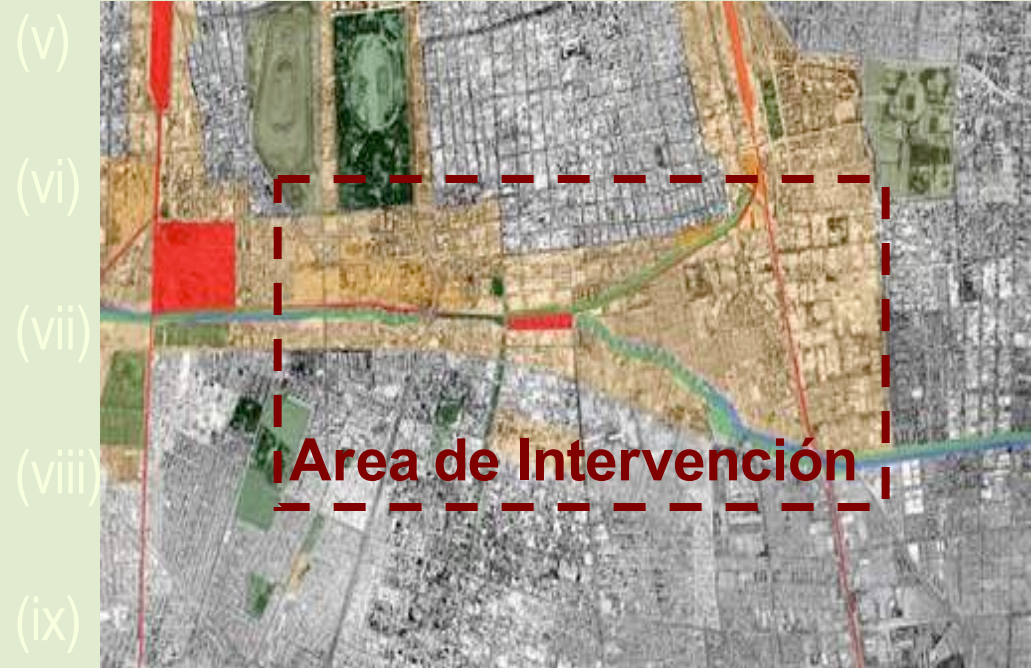 (v)
(vi)
(vii)
(viii)
Area de Intervención
(ix)